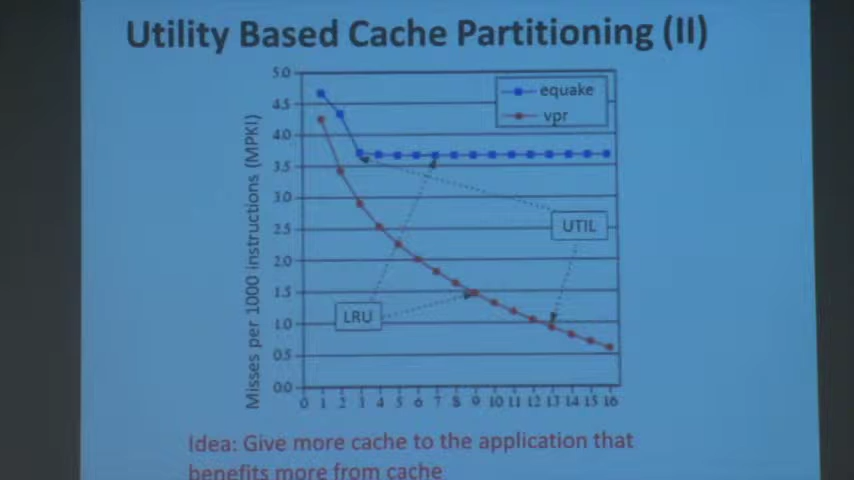 Utility Based Cache Partitioning (II)
Misses per 1000 instructions (MPKI)
5.0
4.5
4.0
3.5
3.0
2.5
2.0
1.5
1.0
0.5
0.0
equake
vpr
UTIL
LRU
0 1 2 3 4 5 6 7 8 9 10 11 12 13 14 15 16
Idea: Give more cache to the application that
benefits more from cache